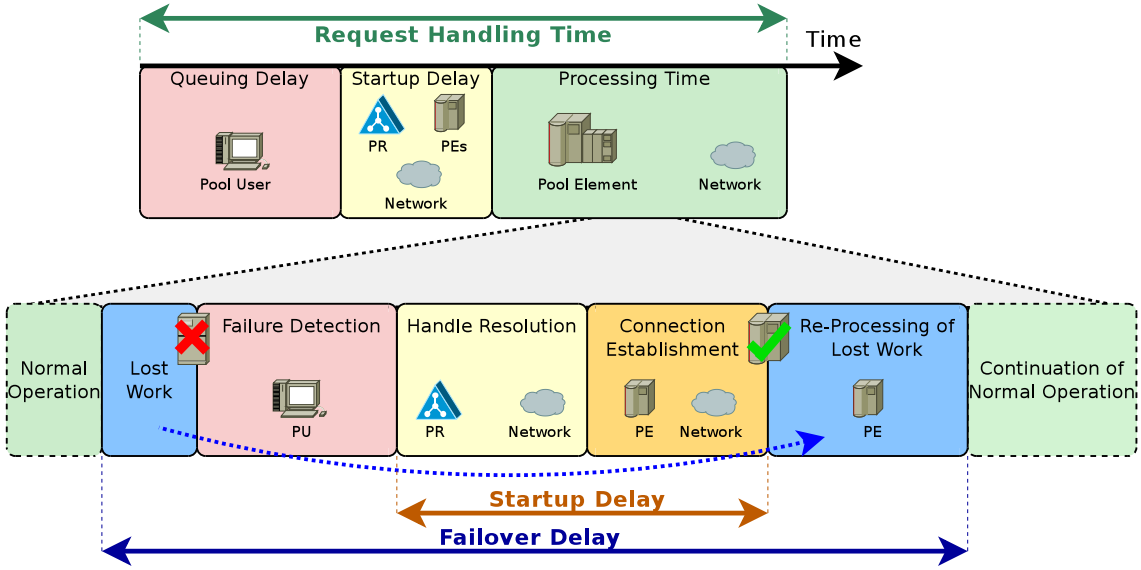 Request Handling Time
Time
Queuing Delay
Startup Delay
Processing Time
PR
PEs
Pool User
Network
Pool Element
Network
Normal
Operation
Lost
Work
Failure Detection
PU
Handle Resolution
PR
Network
Connection
Establishment
PE
Network
Re-Processing of
Lost Work
PE
Continuation of
Normal Operation
Startup Delay
Failover Delay